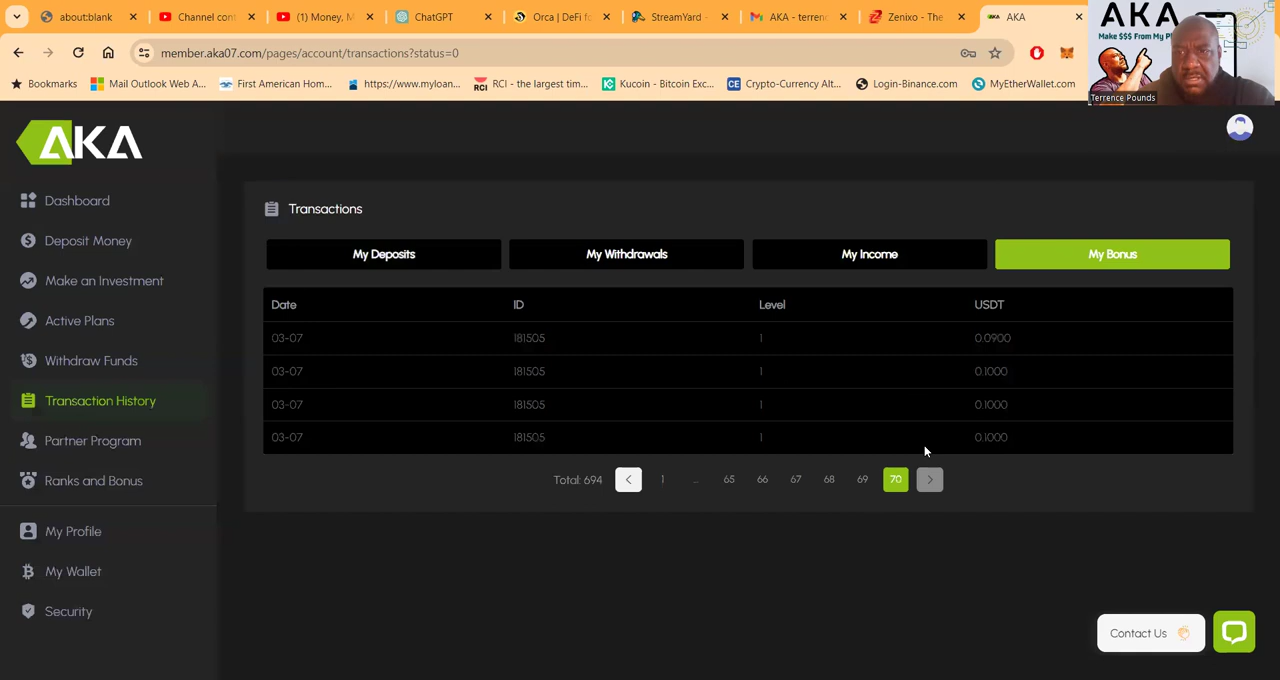 about:blank
Channel con
(1) Money, M
ChatGPT
Orca | DeFi fo
StreamYard -
AKA - terren
Zenixo - The
AKA
member.aka07.com/pages/account/transactions?status=0
Bookmarks
Mail Outlook Web A...
First American Hom...
https://www.myloan...
RCI - the largest tim...
Kucoin - Bitcoin Exc...
Crypto-Currency Alt...
Login-Binance.com
MyEtherWallet.com
AKA
Make $$$ From My Ph
Terrence Pounds
AKA
Dashboard
Deposit Money
Make an Investment
Active Plans
Withdraw Funds
Transaction History
Partner Program
Ranks and Bonus
My Profile
My Wallet
Security
Transactions
My Deposits My Withdrawals My Income My Bonus
Date ID Level USDT
03-07 181505 1 0.0900
03-07 181505 1 0.1000
03-07 181505 1 0.1000
03-07 181505 1 0.1000
Total: 694 1 ... 65 66 67 68 69 70
Contact Us